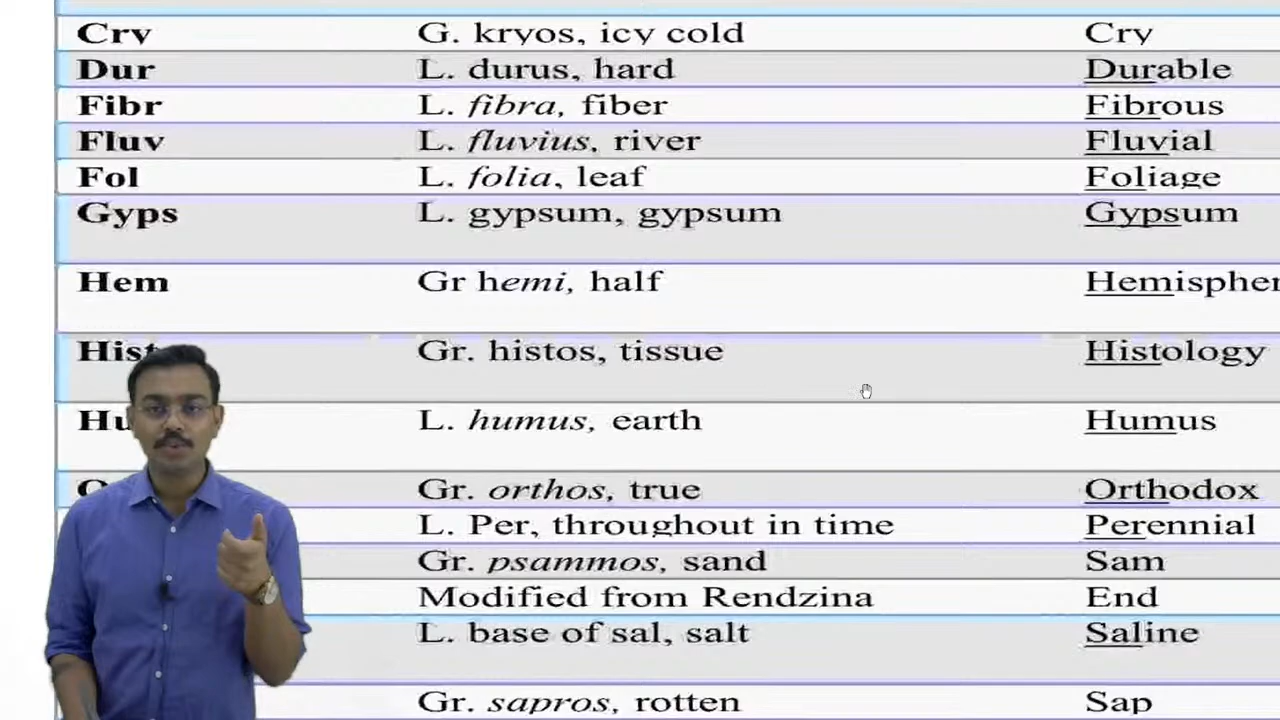 Cry G. kryos, icy cold Cry
Dur L. durus, hard Durable
Fibr L. fibra, fiber Fibrous
Fluv L. fluvius, river Fluvial
Fol L. folia, leaf Foliage
Gyps L. gypsum, gypsum Gypsum
Hem Gr hemi, half Hemispher
Hist Gr. histos, tissue Histology
Hu L. humus, earth Humus
Gr. orthos, true Orthodox
L. Per, throughout in time Perennial
Gr. psammos, sand Sam
Modified from Rendzina End
L. base of sal, salt Saline
Gr. sapros, rotten Sap